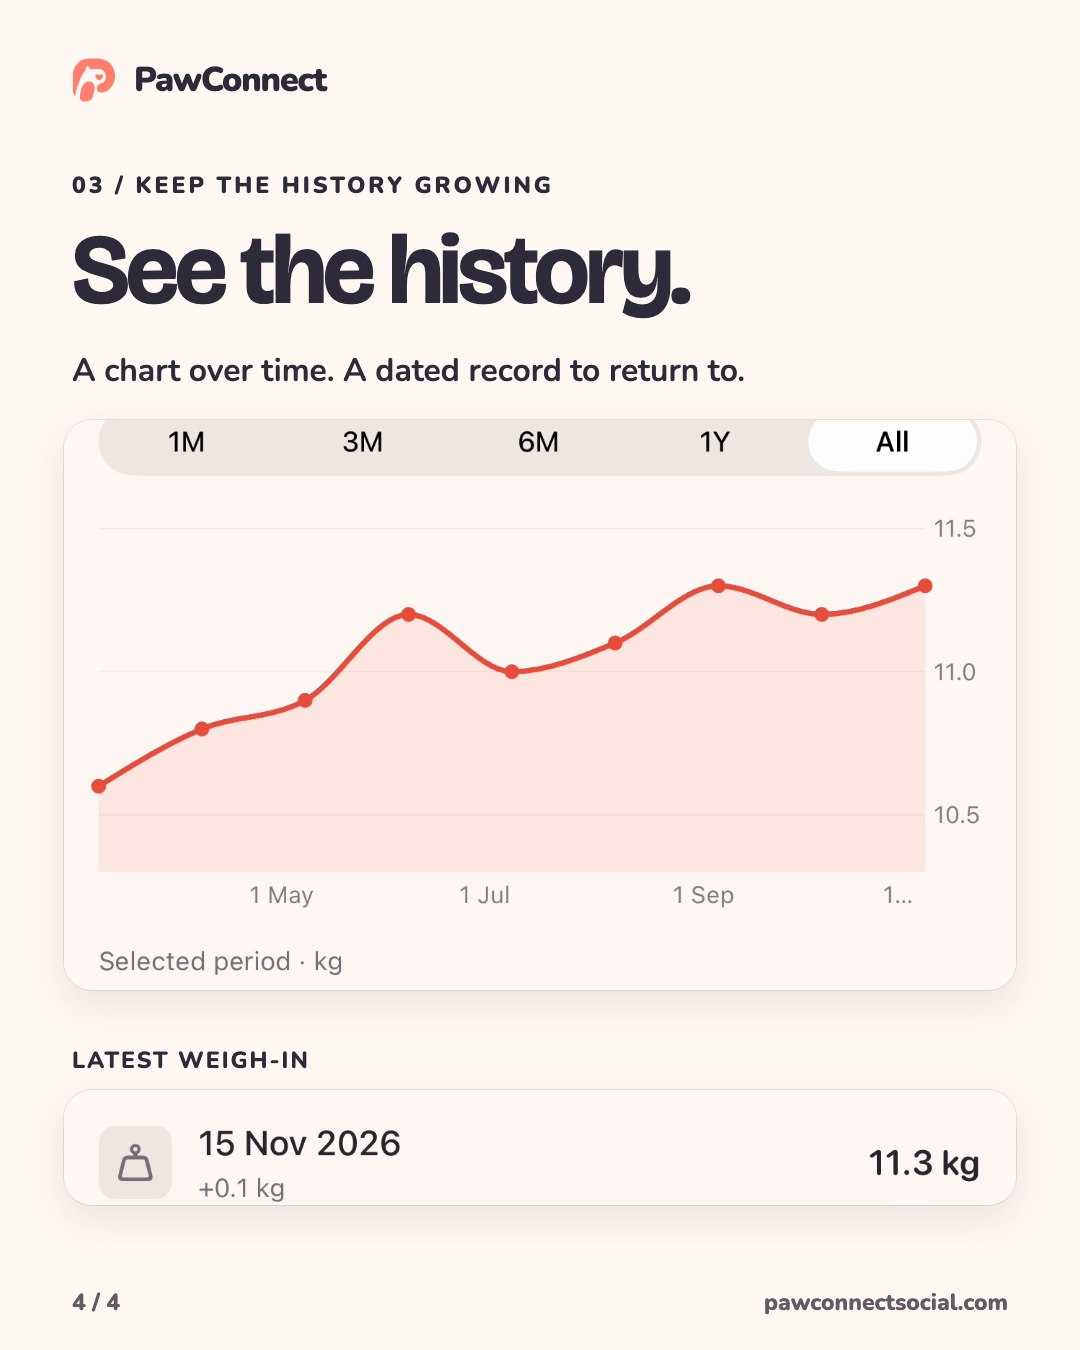 PawConnect
03 / KEEP THE HISTORY GROWING
See the history.
A chart over time. A dated record to return to.
1M 3M 6M 1Y All
11.5
11.0
10.5
1 May 1 Jul 1 Sep 1...
Selected period · kg
LATEST WEIGH-IN
15 Nov 2026
+0.1 kg
11.3 kg
4 / 4
pawconnectsocial.com